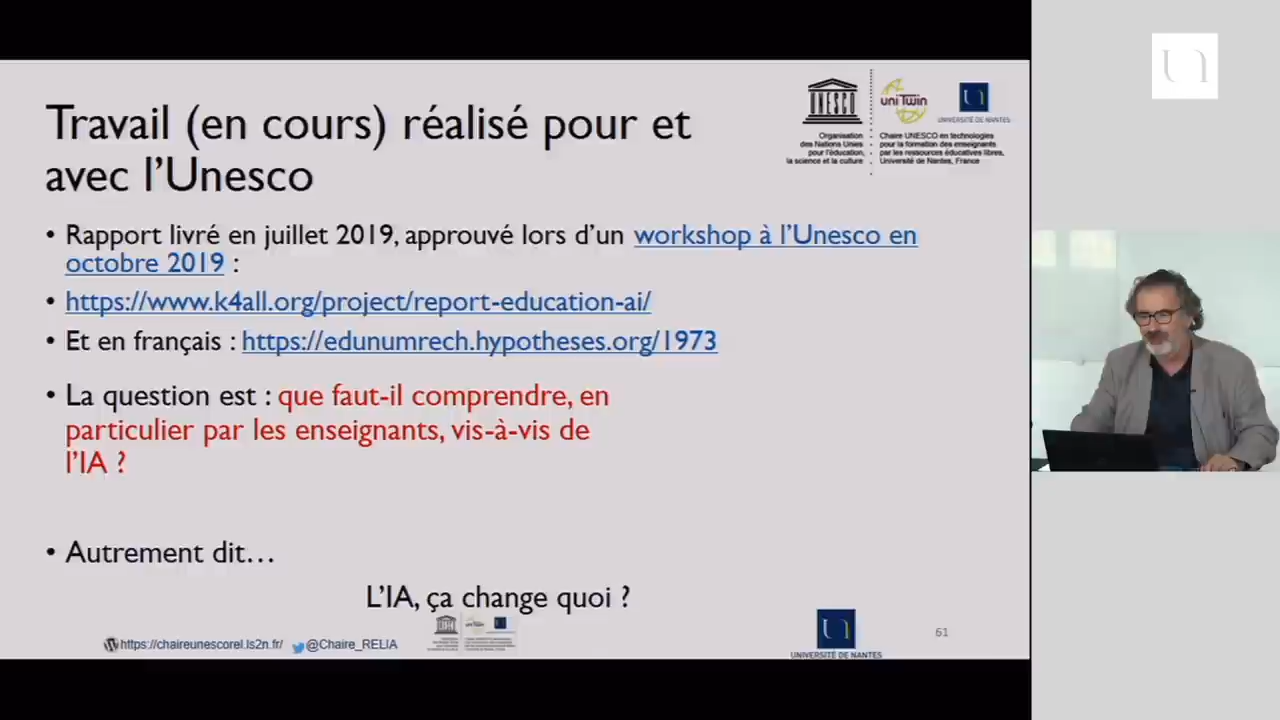 Travail (en cours) réalisé pour et
avec l’Unesco
UNESCO
Organisation
des Nations Unies
pour l'éducation,
la science et la culture
uniTwin
UNIVERSITÉ DE NANTES
Chaire UNESCO en technologies
pour la formation des enseignants
par les ressources éducatives libres,
Université de Nantes, France
• Rapport livré en juillet 2019, approuvé lors d’un workshop à l’Unesco en
octobre 2019 :
• https://www.k4all.org/project/report-education-ai/
• Et en français : https://edunumrech.hypotheses.org/1973
• La question est : que faut-il comprendre, en
particulier par les enseignants, vis-à-vis de
l’IA ?
• Autrement dit…
L’IA, ça change quoi ?
https://chaireunescorel.ls2n.fr/ @Chaire_RELIA
UNIVERSITÉ DE NANTES
61